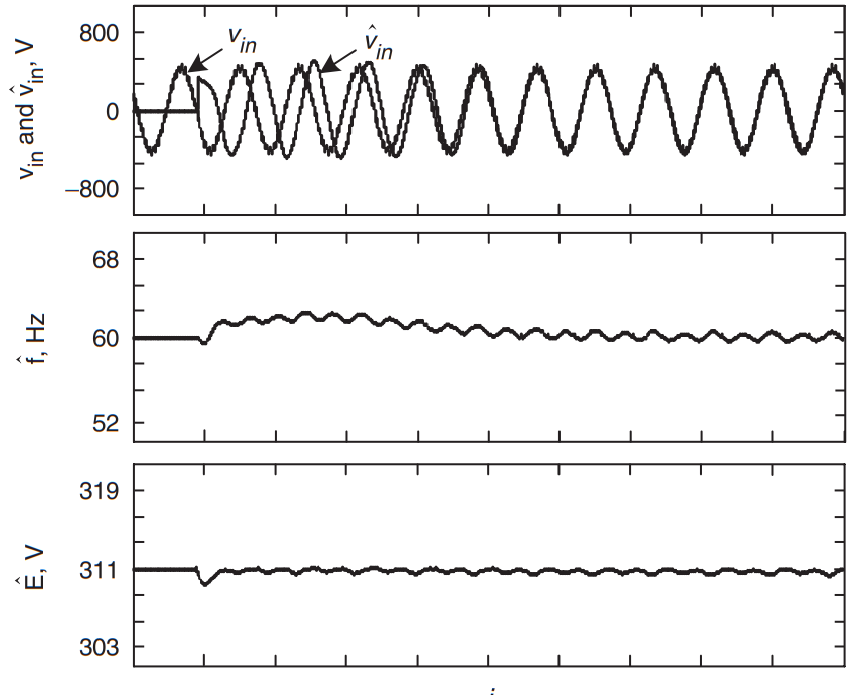 v_in and v̂_in, V
800
0
−800
v_in
v̂_in
f̂, Hz
68
60
52
Ê, V
319
311
303